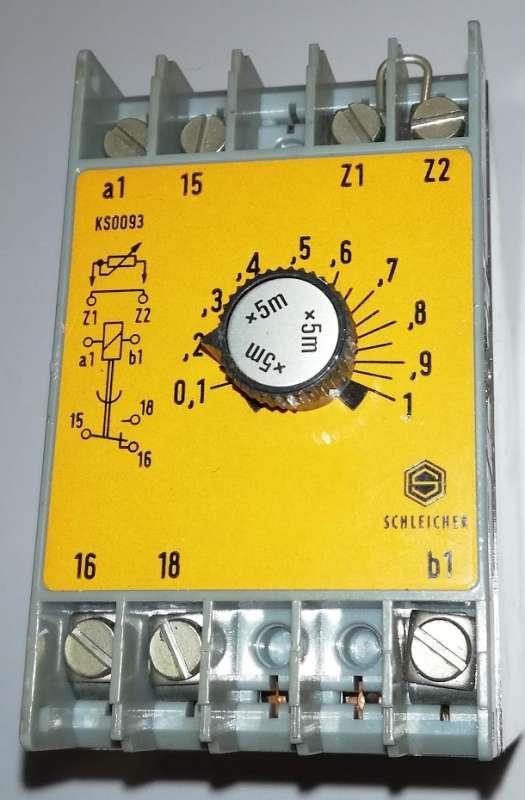 a1 15 Z1 Z2
KS0093
Z1 Z2
a1 b1
15 18
16
0,1 ,2 ,3 ,4 ,5 ,6 ,7 ,8 ,9 1
×5m
×5m
×5m
S
SCHLEICHER
16 18 b1